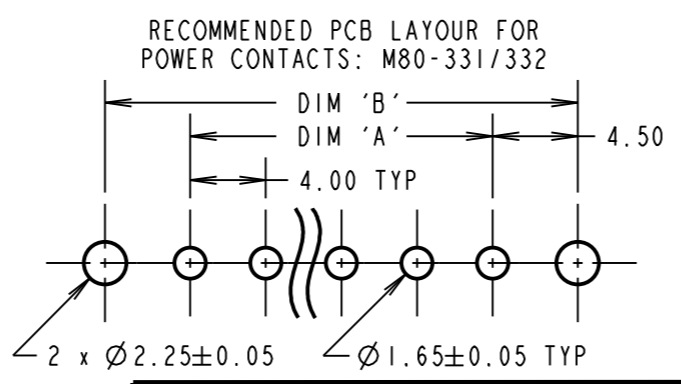 RECOMMENDED PCB LAYOUR FOR
POWER CONTACTS: M80-331/332
DIM 'B'
DIM 'A'
4.50
4.00 TYP
2 x Ø2.25±0.05
Ø1.65±0.05 TYP